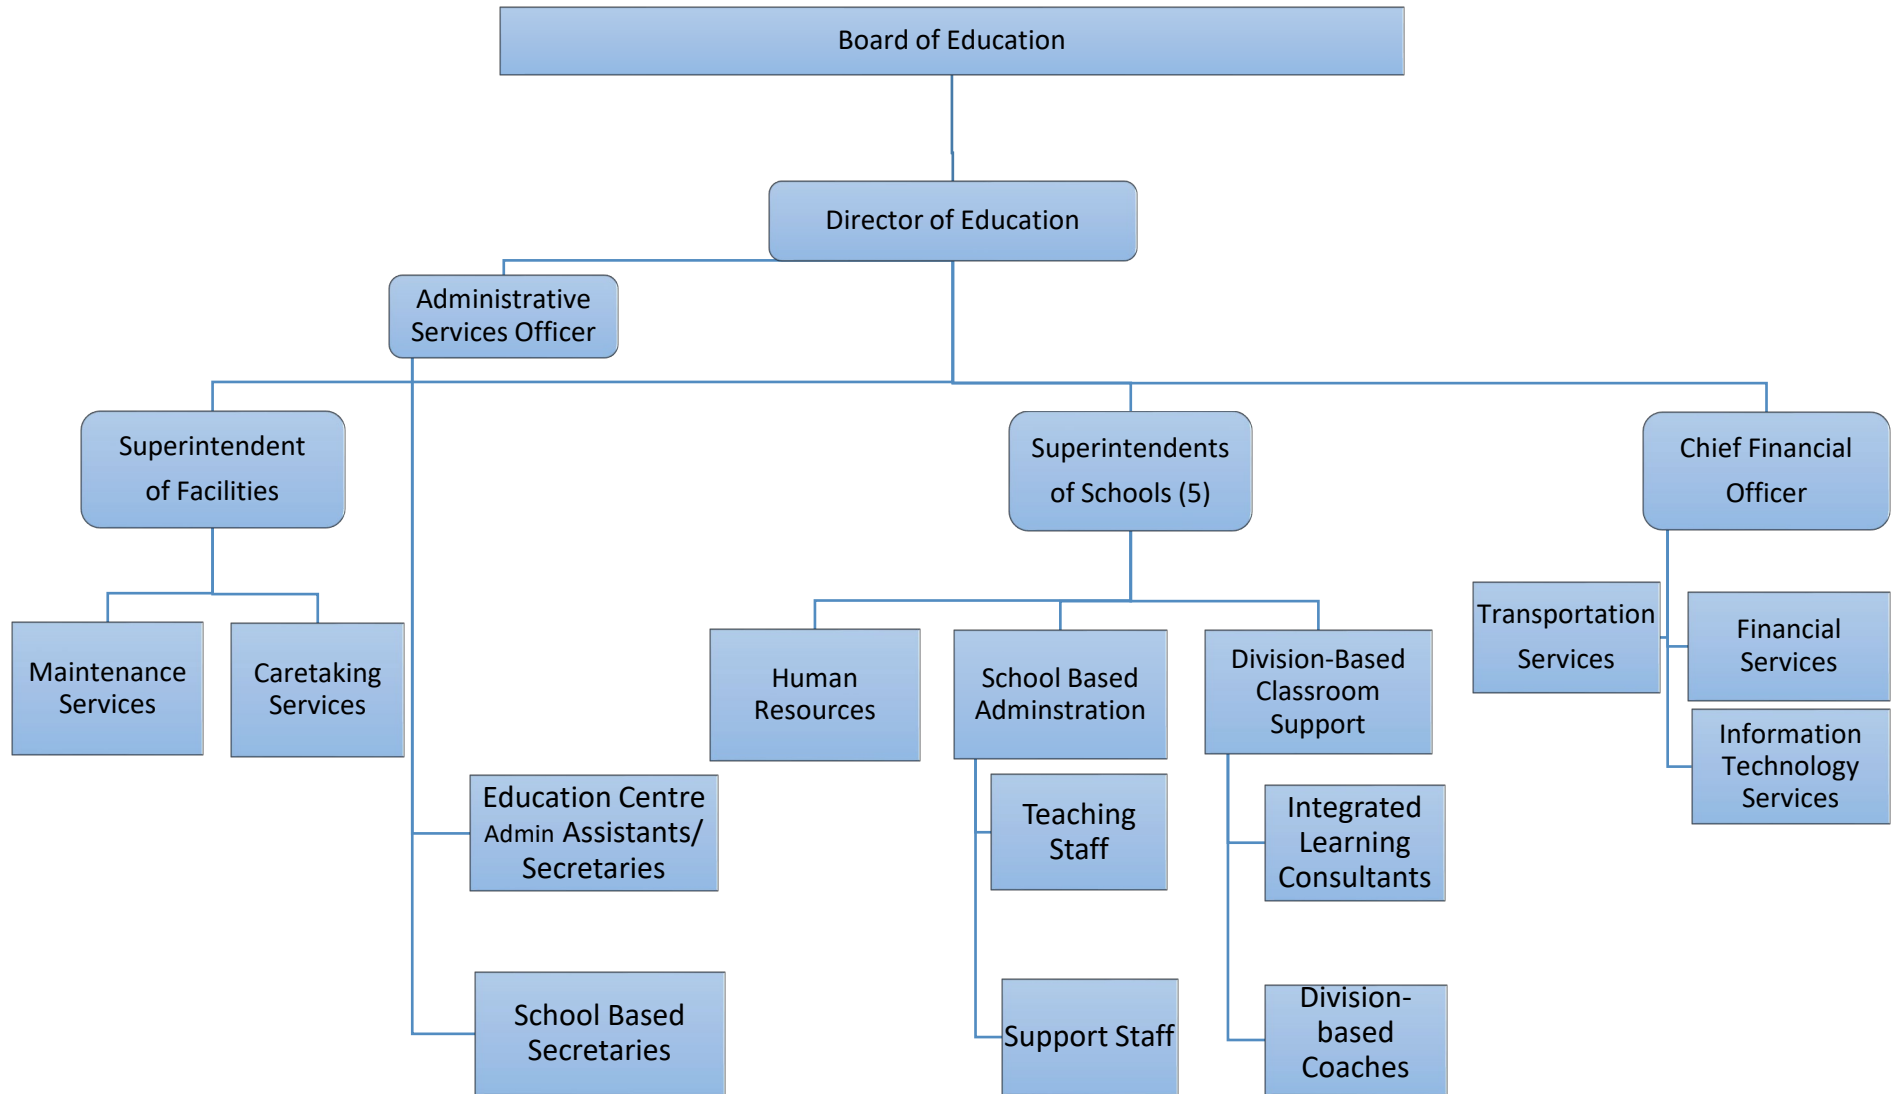 Board of Education
Director of Education
Administrative
Services Officer
Superintendent
of Facilities
Superintendents
of Schools (5)
Chief Financial
Officer
Maintenance
Services
Caretaking
Services
Human
Resources
School Based
Adminstration
Division-Based
Classroom
Support
Transportation
Services
Financial
Services
Information
Technology
Services
Education Centre
Admin Assistants/
Secretaries
Teaching
Staff
Integrated
Learning
Consultants
School Based
Secretaries
Support Staff
Division-
based
Coaches